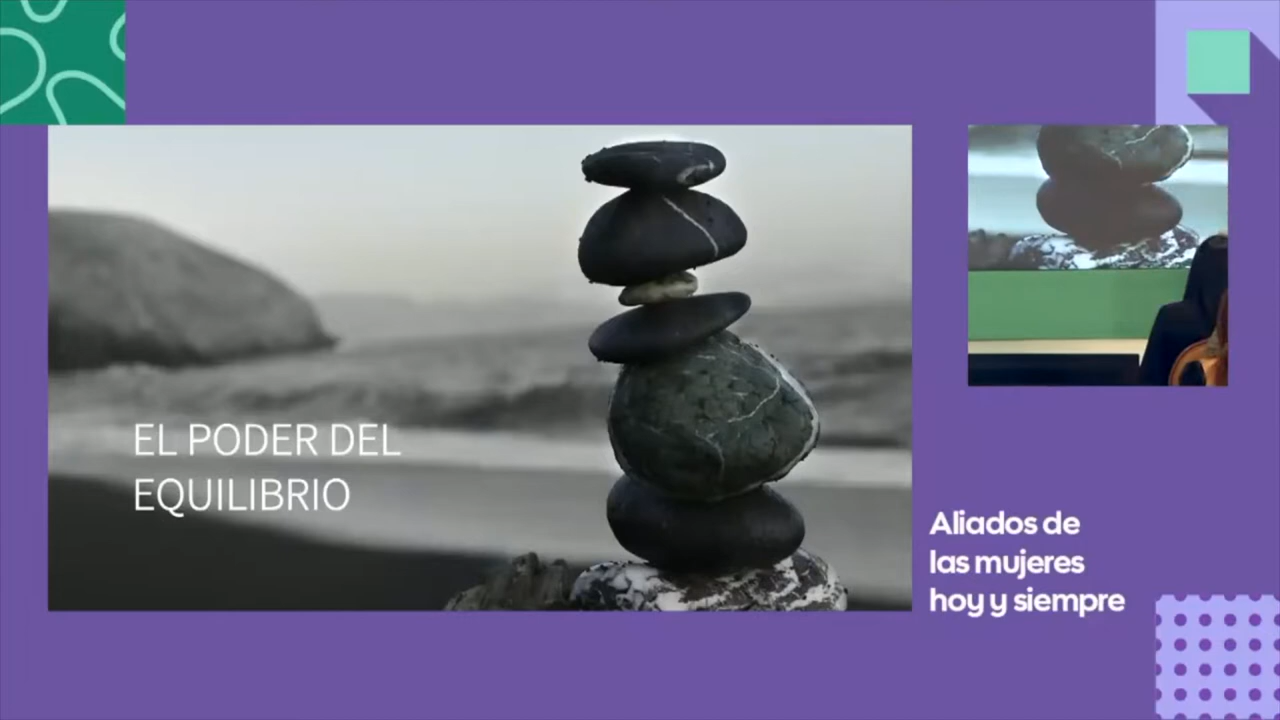 EL PODER DEL
EQUILIBRIO
Aliados de
las mujeres
hoy y siempre